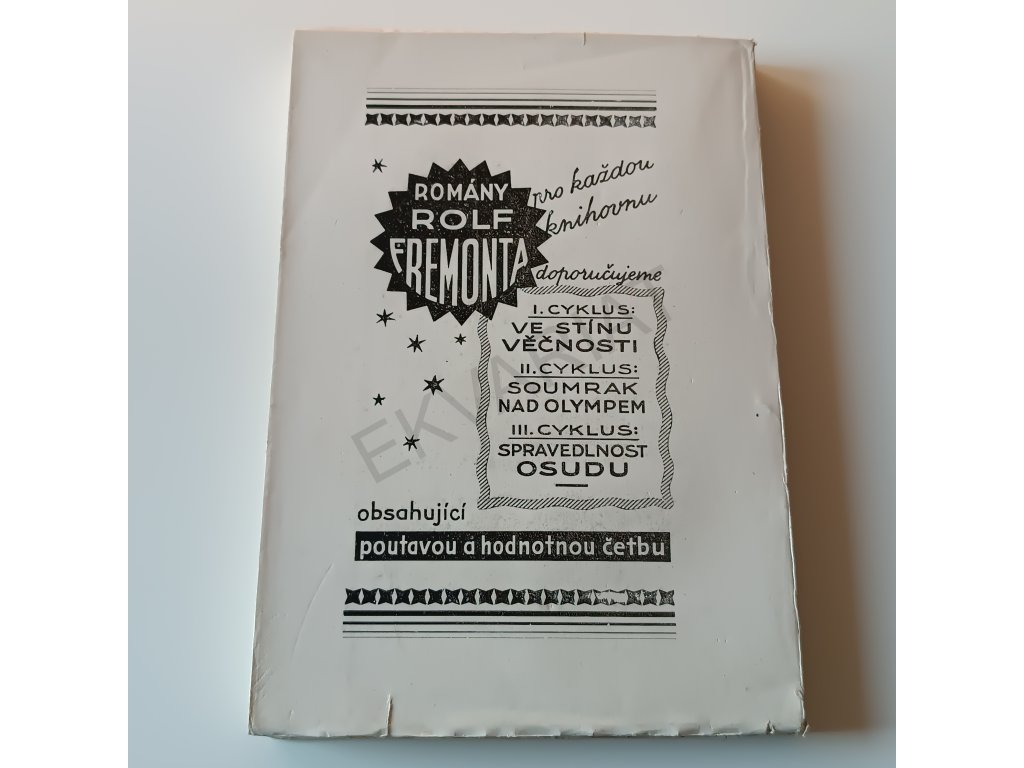 ROMÁNY
ROLF
FREMONTA
pro každou
knihovnu
doporučujeme
I. CYKLUS:
VE STÍNU
VĚČNOSTI
II. CYKLUS:
SOUMRAK
NAD OLYMPEM
III. CYKLUS:
SPRAVEDLNOST
OSUDU
obsahující
poutavou a hodnotnou četbu